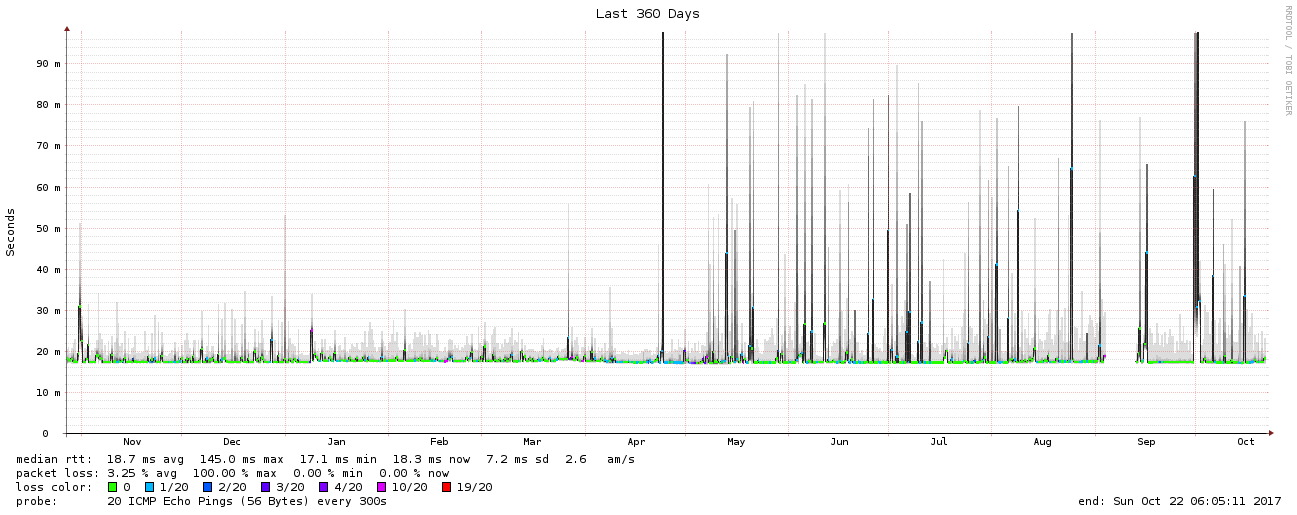 Last 360 Days
RRDTOOL / TOBI OETIKER
Seconds
90 m
80 m
70 m
60 m
50 m
40 m
30 m
20 m
10 m
0
Nov Dec Jan Feb Mar Apr May Jun Jul Aug Sep Oct
median rtt: 18.7 ms avg 145.0 ms max 17.1 ms min 18.3 ms now 7.2 ms sd 2.6 am/s
packet loss: 3.25 % avg 100.00 % max 0.00 % min 0.00 % now
loss color: 0 1/20 2/20 3/20 4/20 10/20 19/20
probe: 20 ICMP Echo Pings (56 Bytes) every 300s end: Sun Oct 22 06:05:11 2017